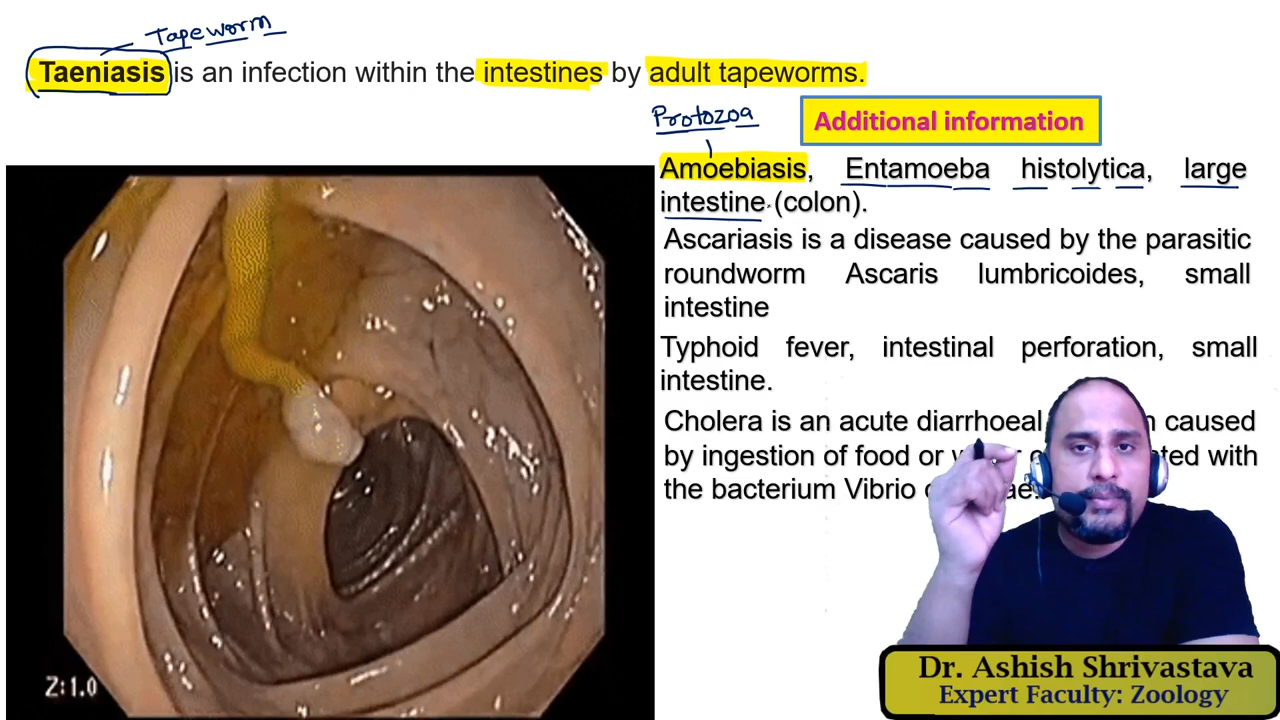 Tapeworm
Taeniasis is an infection within the intestines by adult tapeworms.
Protozoa
Additional information
Amoebiasis, Entamoeba histolytica, large
intestine (colon).
Ascariasis is a disease caused by the parasitic
roundworm Ascaris lumbricoides, small
intestine
Typhoid fever, intestinal perforation, small
intestine.
Cholera is an acute diarrhoeal caused
by ingestion of food or with
the bacterium Vibrio
Z:1.0
Dr. Ashish Shrivastava
Expert Faculty: Zoology